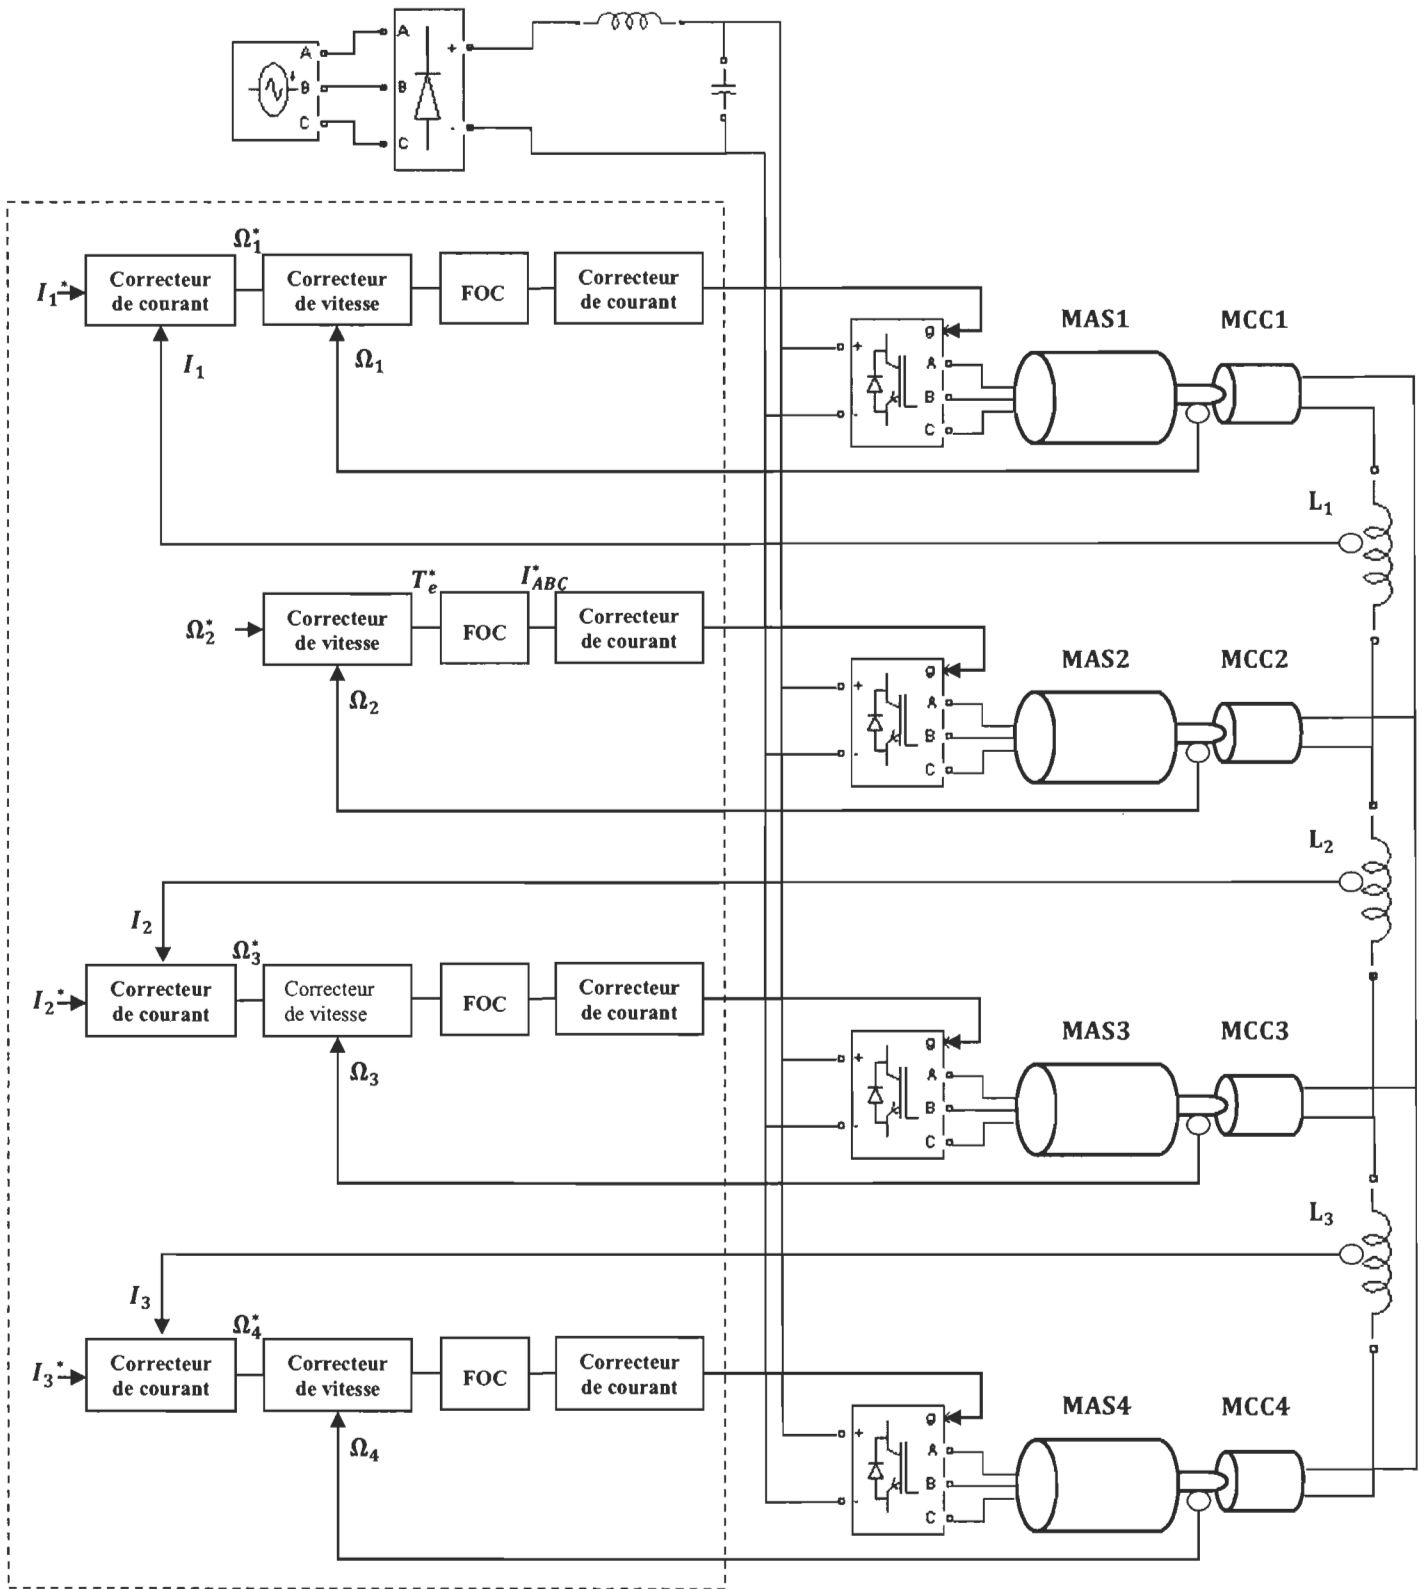 A
B
C
A
B
C
+
-
Ω₁*
I₁*
Correcteur
de courant
Correcteur
de vitesse
FOC
Correcteur
de courant
I₁
Ω₁
g
+
-
A
B
C
MAS1
MCC1
L₁
Tₑ*
I*ABC
Ω₂*
Correcteur
de vitesse
FOC
Correcteur
de courant
Ω₂
g
+
-
A
B
C
MAS2
MCC2
L₂
I₂
Ω₃*
I₂*
Correcteur
de courant
Correcteur
de vitesse
FOC
Correcteur
de courant
Ω₃
g
+
-
A
B
C
MAS3
MCC3
L₃
I₃
Ω₄*
I₃*
Correcteur
de courant
Correcteur
de vitesse
FOC
Correcteur
de courant
Ω₄
g
+
-
A
B
C
MAS4
MCC4